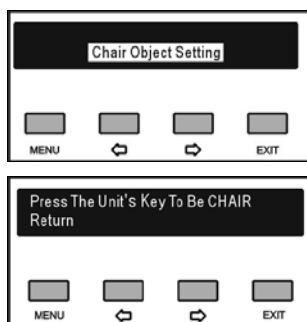 Chair Object Setting
MENU ⇦ ⇨ EXIT
Press The Unit's Key To Be CHAIR
Return
MENU ⇦ ⇨ EXIT